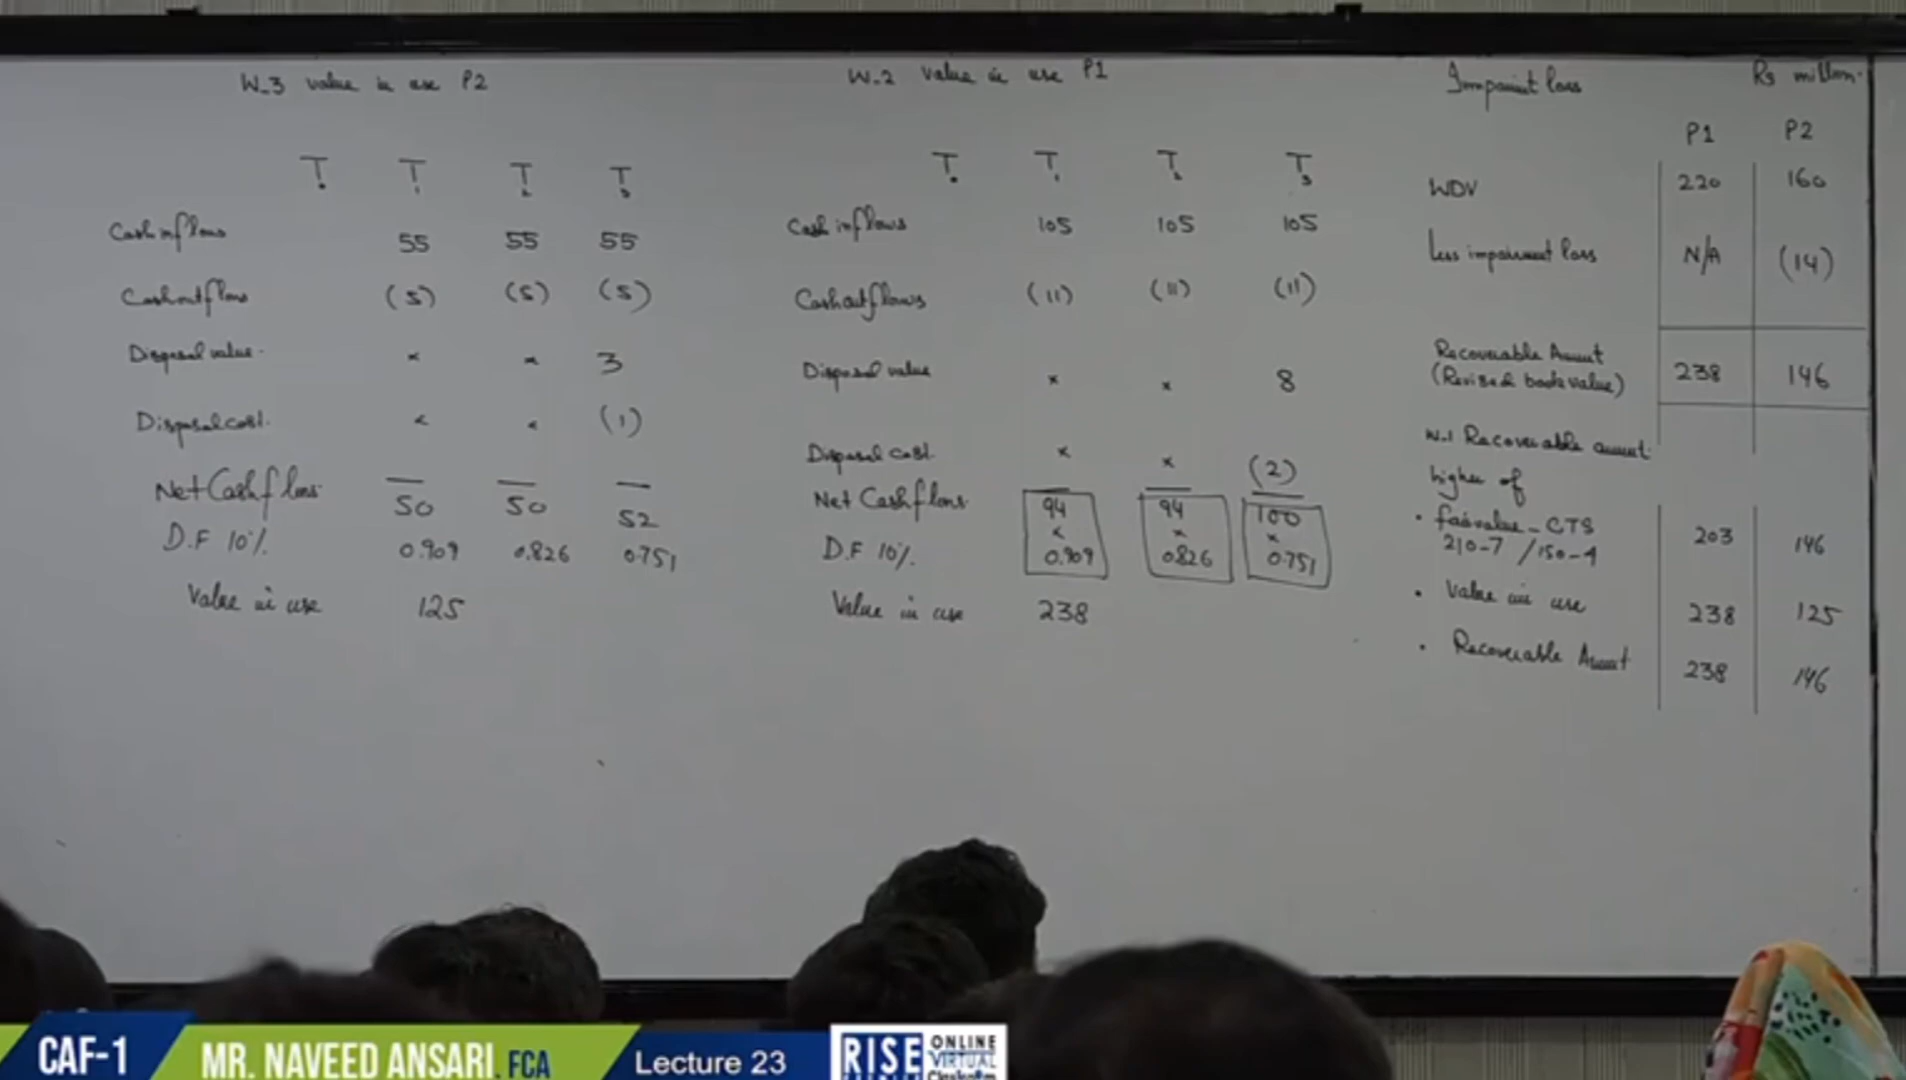 W-3 value in use P2
T0 T1 T2 T3
Cash inflows 55 55 55
Cash outflows (5) (5) (5)
Disposal value. × × 3
Disposal cost. × × (1)
Net Cash flows 50 50 52
D.F 10% 0.909 0.826 0.751
Value in use 125
W-2 value in use P1
T0 T1 T2 T3
Cash inflows 105 105 105
Cash outflows (11) (11) (11)
Disposal value × × 8
Disposal cost. × × (2)
Net Cash flows 94 94 100
× × ×
D.F 10% 0.909 0.826 0.751
Value in use 238
Impairment loss Rs million.
P1 P2
WDV 220 160
Less impairment loss N/A (14)
Recoverable Amount
(Revised book value) 238 146
W-1 Recoverable amount
higher of
• fair value - CTS 203 146
210-7 / 150-4
• Value in use 238 125
• Recoverable Amount 238 146
CAF-1 MR. NAVEED ANSARI, FCA Lecture 23 RISE ONLINE
VIRTUAL